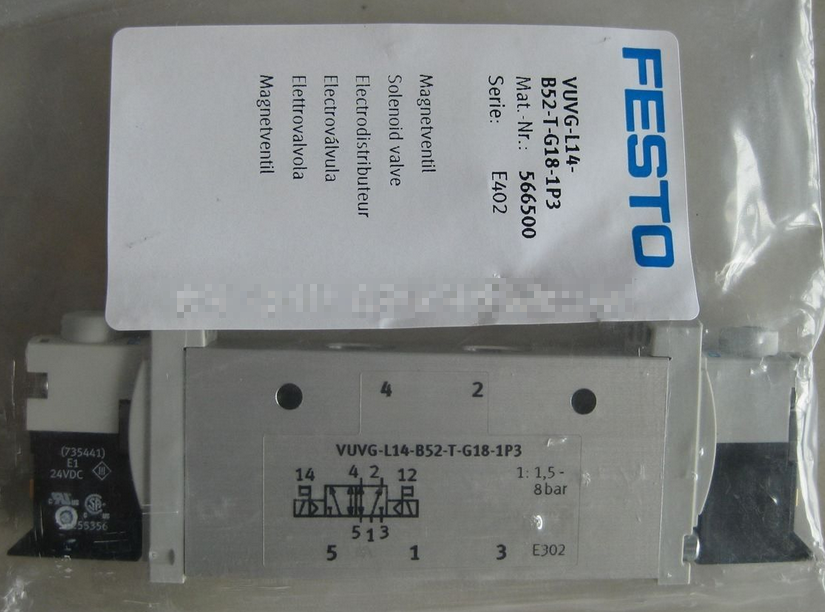 FESTO
VUVG-L14-
B52-T-G18-1P3
Mat.-Nr.: 566500
Serie: E402
Magnetventil
Solenoid valve
Electrodistributeur
Electroválvula
Elettrovalvola
Magnetventil
4 2
VUVG-L14-B52-T-G18-1P3
14 4 2 12
1: 1,5 -
8bar
5 1 3
5 1 3 E302
(735441)
E1
24VDC